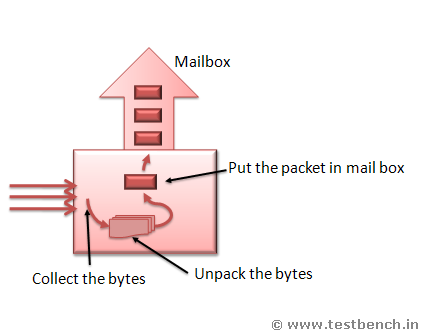 Mailbox
Put the packet in mail box
Unpack the bytes
Collect the bytes
© www.testbench.in